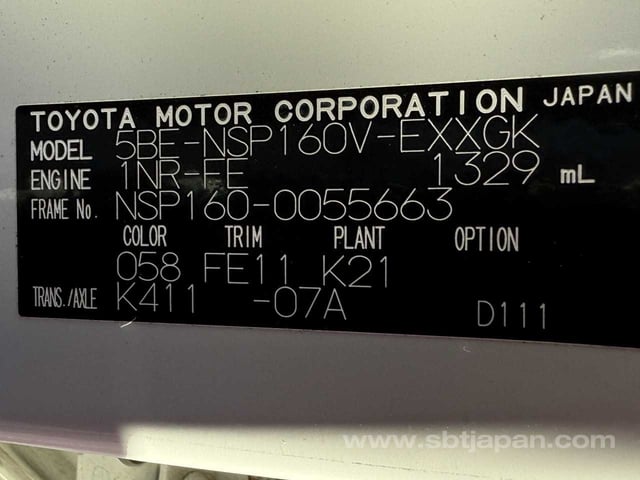 TOYOTA MOTOR CORPORATION JAPAN
MODEL 5BE-NSP160V-EXXGK
ENGINE 1NR-FE 1329 mL
FRAME No. NSP160-0055663
COLOR TRIM PLANT OPTION
058 FE11 K21
TRANS./AXLE K411 -07A
D111
www.sbtjapan.com